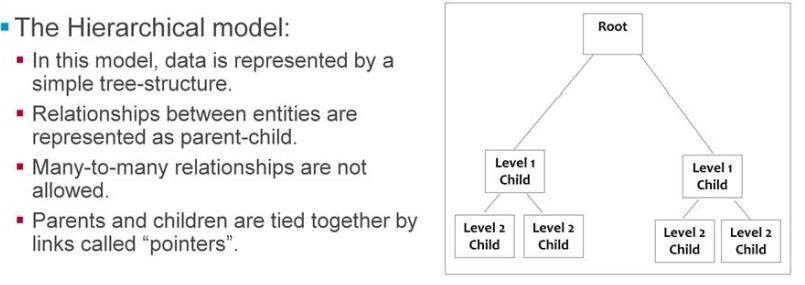 The Hierarchical model:
In this model, data is represented by a
simple tree-structure.
Relationships between entities are
represented as parent-child.
Many-to-many relationships are not
allowed.
Parents and children are tied together by
links called “pointers”.
Root
Level 1
Child
Level 1
Child
Level 2
Child
Level 2
Child
Level 2
Child
Level 2
Child